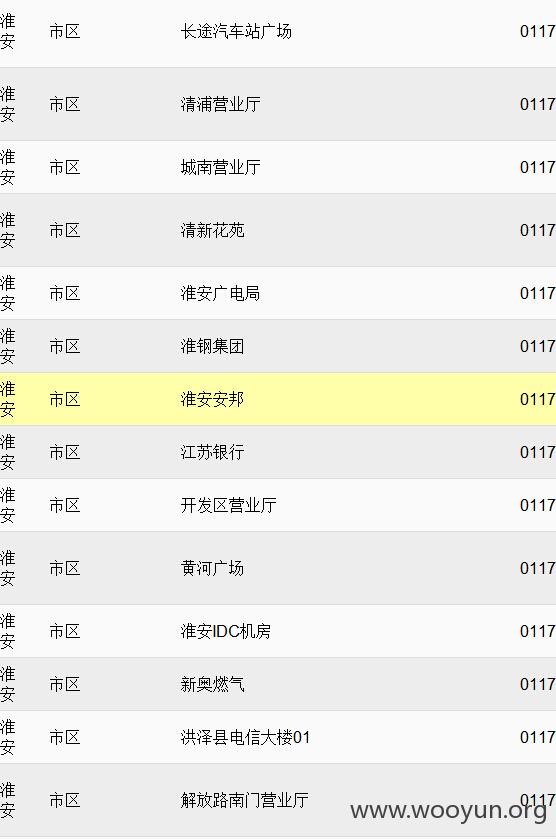 淮安 市区 长途汽车站广场 0117
淮安 市区 清浦营业厅 0117
淮安 市区 城南营业厅 0117
淮安 市区 清新花苑 0117
淮安 市区 淮安广电局 0117
淮安 市区 淮钢集团 0117
淮安 市区 淮安安邦 0117
淮安 市区 江苏银行 0117
淮安 市区 开发区营业厅 0117
淮安 市区 黄河广场 0117
淮安 市区 淮安IDC机房 0117
淮安 市区 新奥燃气 0117
淮安 市区 洪泽县电信大楼01 0117
淮安 市区 解放路南门营业厅 0117
www.wooyun.org